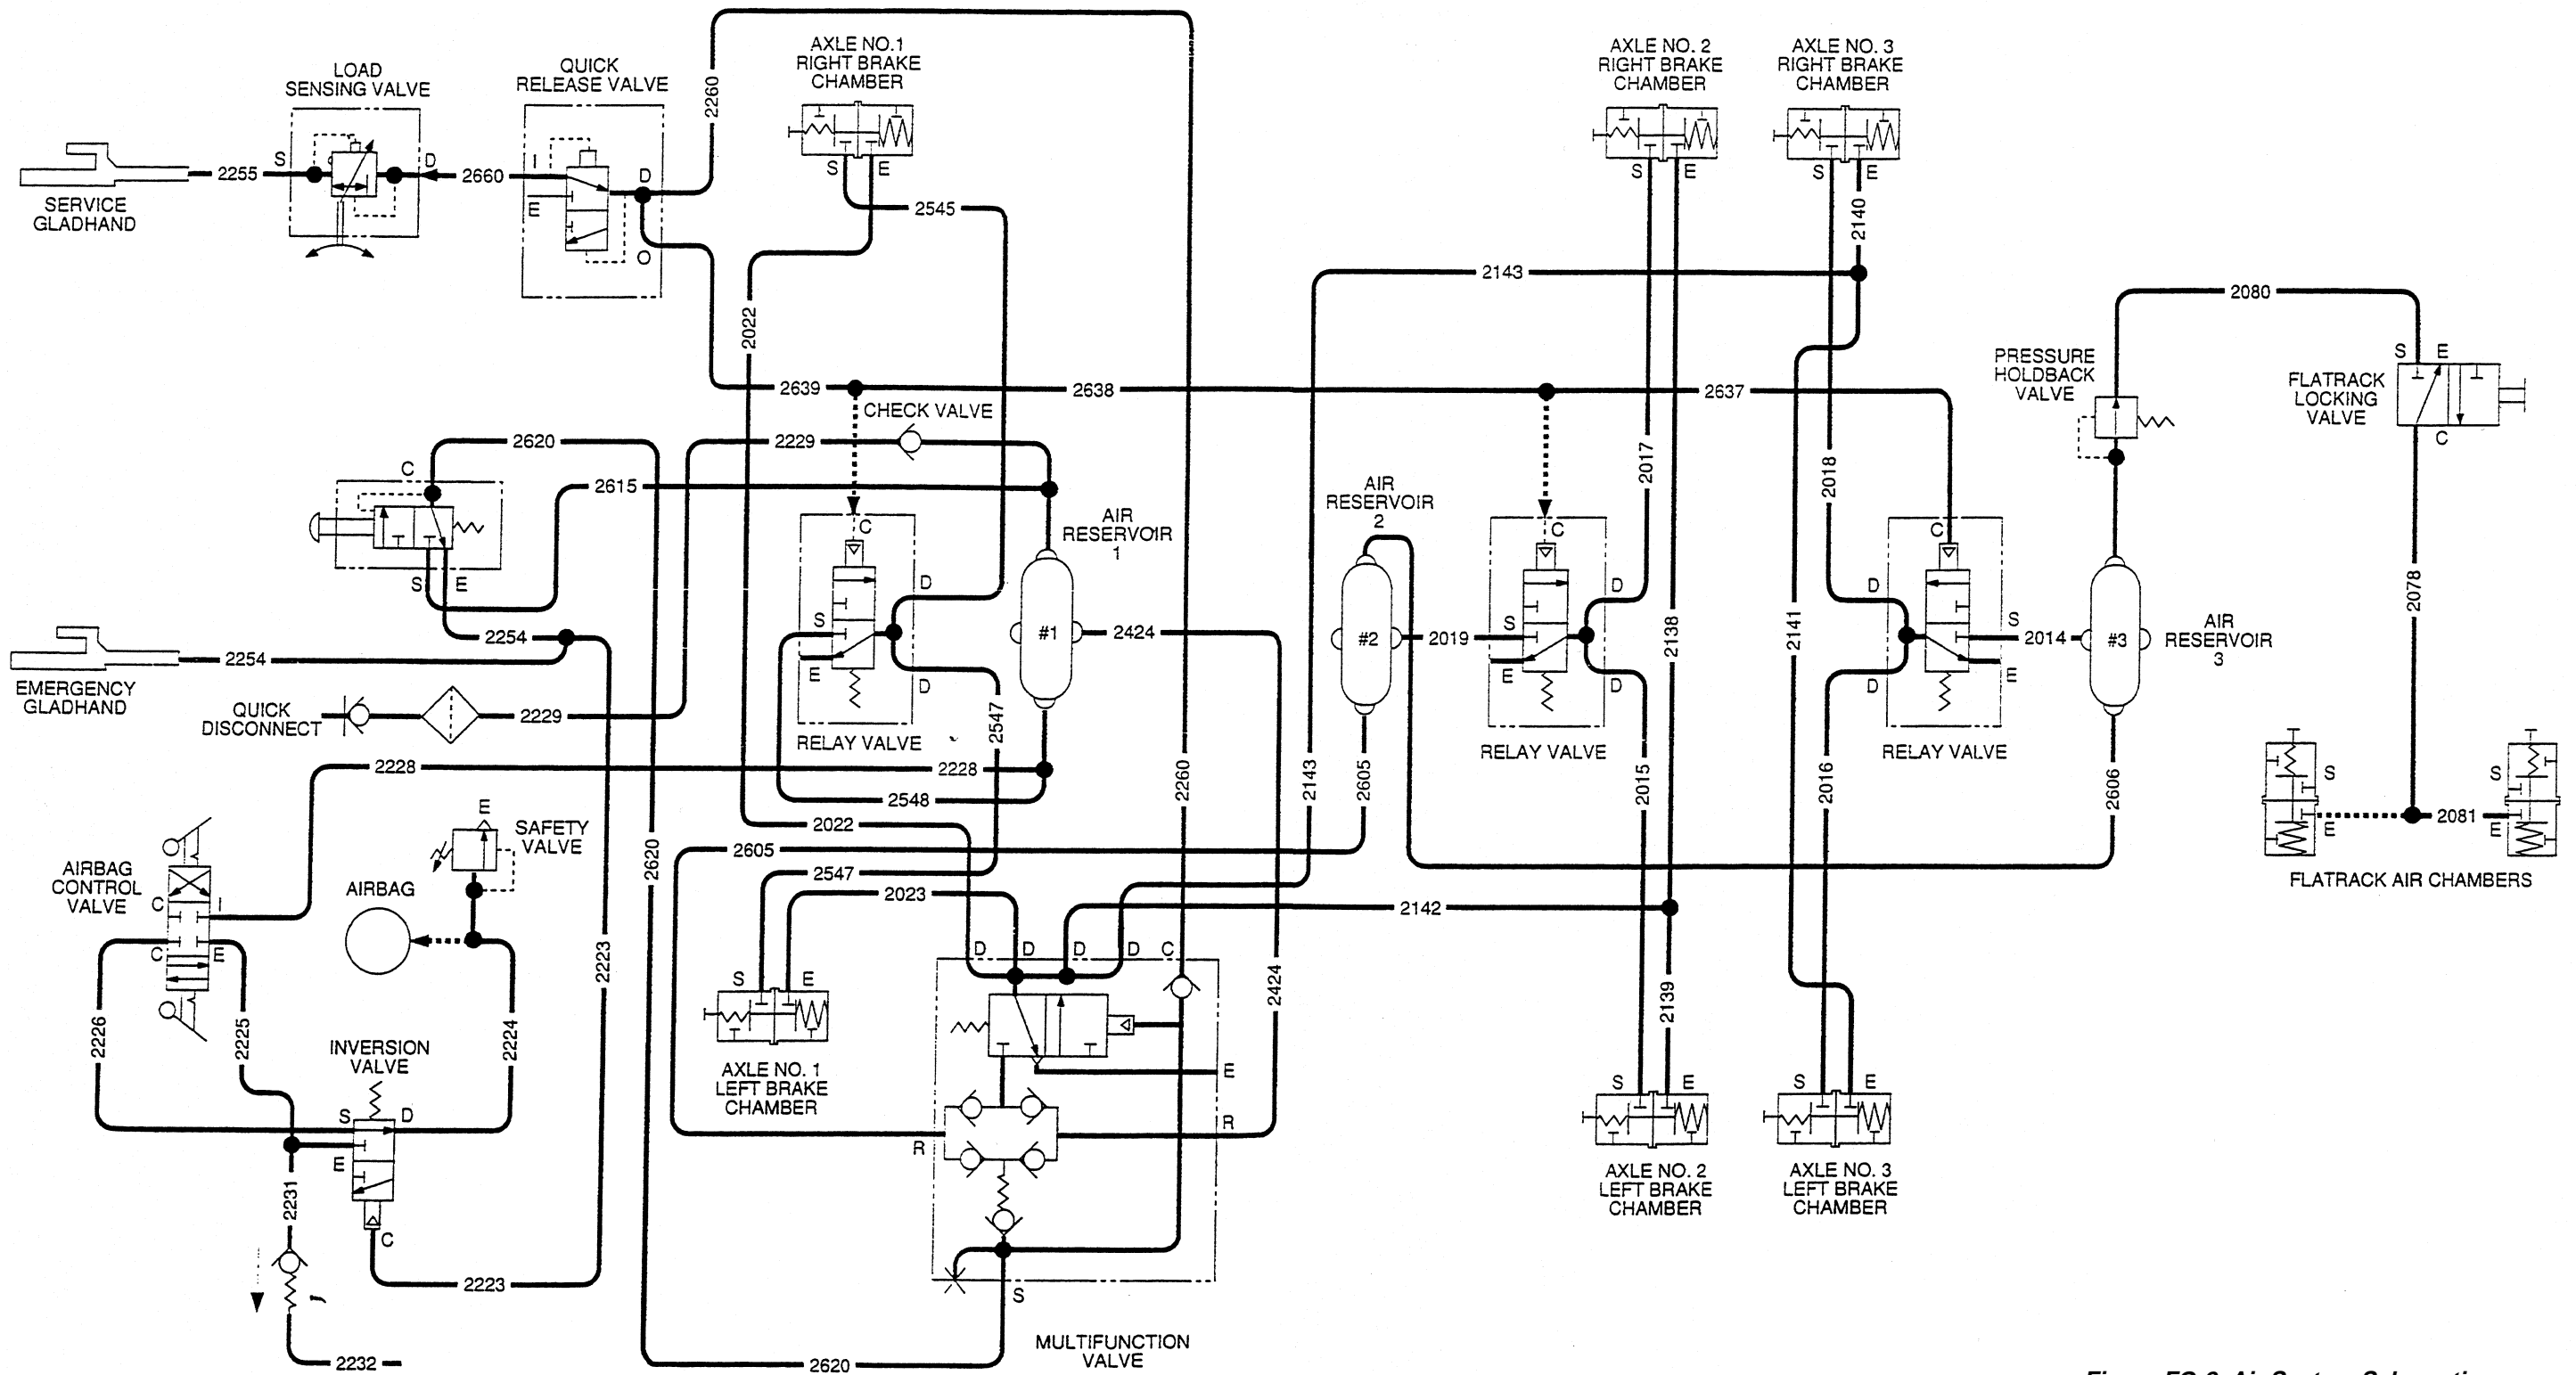 LOAD
SENSING VALVE
QUICK
RELEASE VALVE
AXLE NO.1
RIGHT BRAKE
CHAMBER
AXLE NO. 2
RIGHT BRAKE
CHAMBER
AXLE NO. 3
RIGHT BRAKE
CHAMBER
2260
S
D
2255
2660
I
D
E
O
SERVICE
GLADHAND
S
E
2545
2022
S
E
S
E
2140
2143
2080
2639
2638
2637
CHECK VALVE
PRESSURE
HOLDBACK
VALVE
S
E
FLATRACK
LOCKING
VALVE
C
2620
2229
2615
C
S
E
2254
2254
EMERGENCY
GLADHAND
QUICK
DISCONNECT
2229
C
D
S
E
D
RELAY VALVE
AIR
RESERVOIR
1
#1
2424
2547
AIR
RESERVOIR
2
#2
2019
2017
2018
C
D
S
E
D
RELAY VALVE
2138
2141
C
D
S
E
D
RELAY VALVE
2014
#3
AIR
RESERVOIR
3
2078
2228
2228
2548
2260
2143
2605
2015
2016
2606
S
E
2081
S
E
FLATRACK AIR CHAMBERS
E
SAFETY
VALVE
AIRBAG
CONTROL
VALVE
AIRBAG
C
I
C
E
2022
2605
2547
2023
2620
2223
2142
D
D
D
D
C
2424
2226
2225
2224
INVERSION
VALVE
S
D
E
C
2231
2223
2232
S
E
AXLE NO. 1
LEFT BRAKE
CHAMBER
E
R
R
S
2620
MULTIFUNCTION
VALVE
2139
S
E
AXLE NO. 2
LEFT BRAKE
CHAMBER
S
E
AXLE NO. 3
LEFT BRAKE
CHAMBER